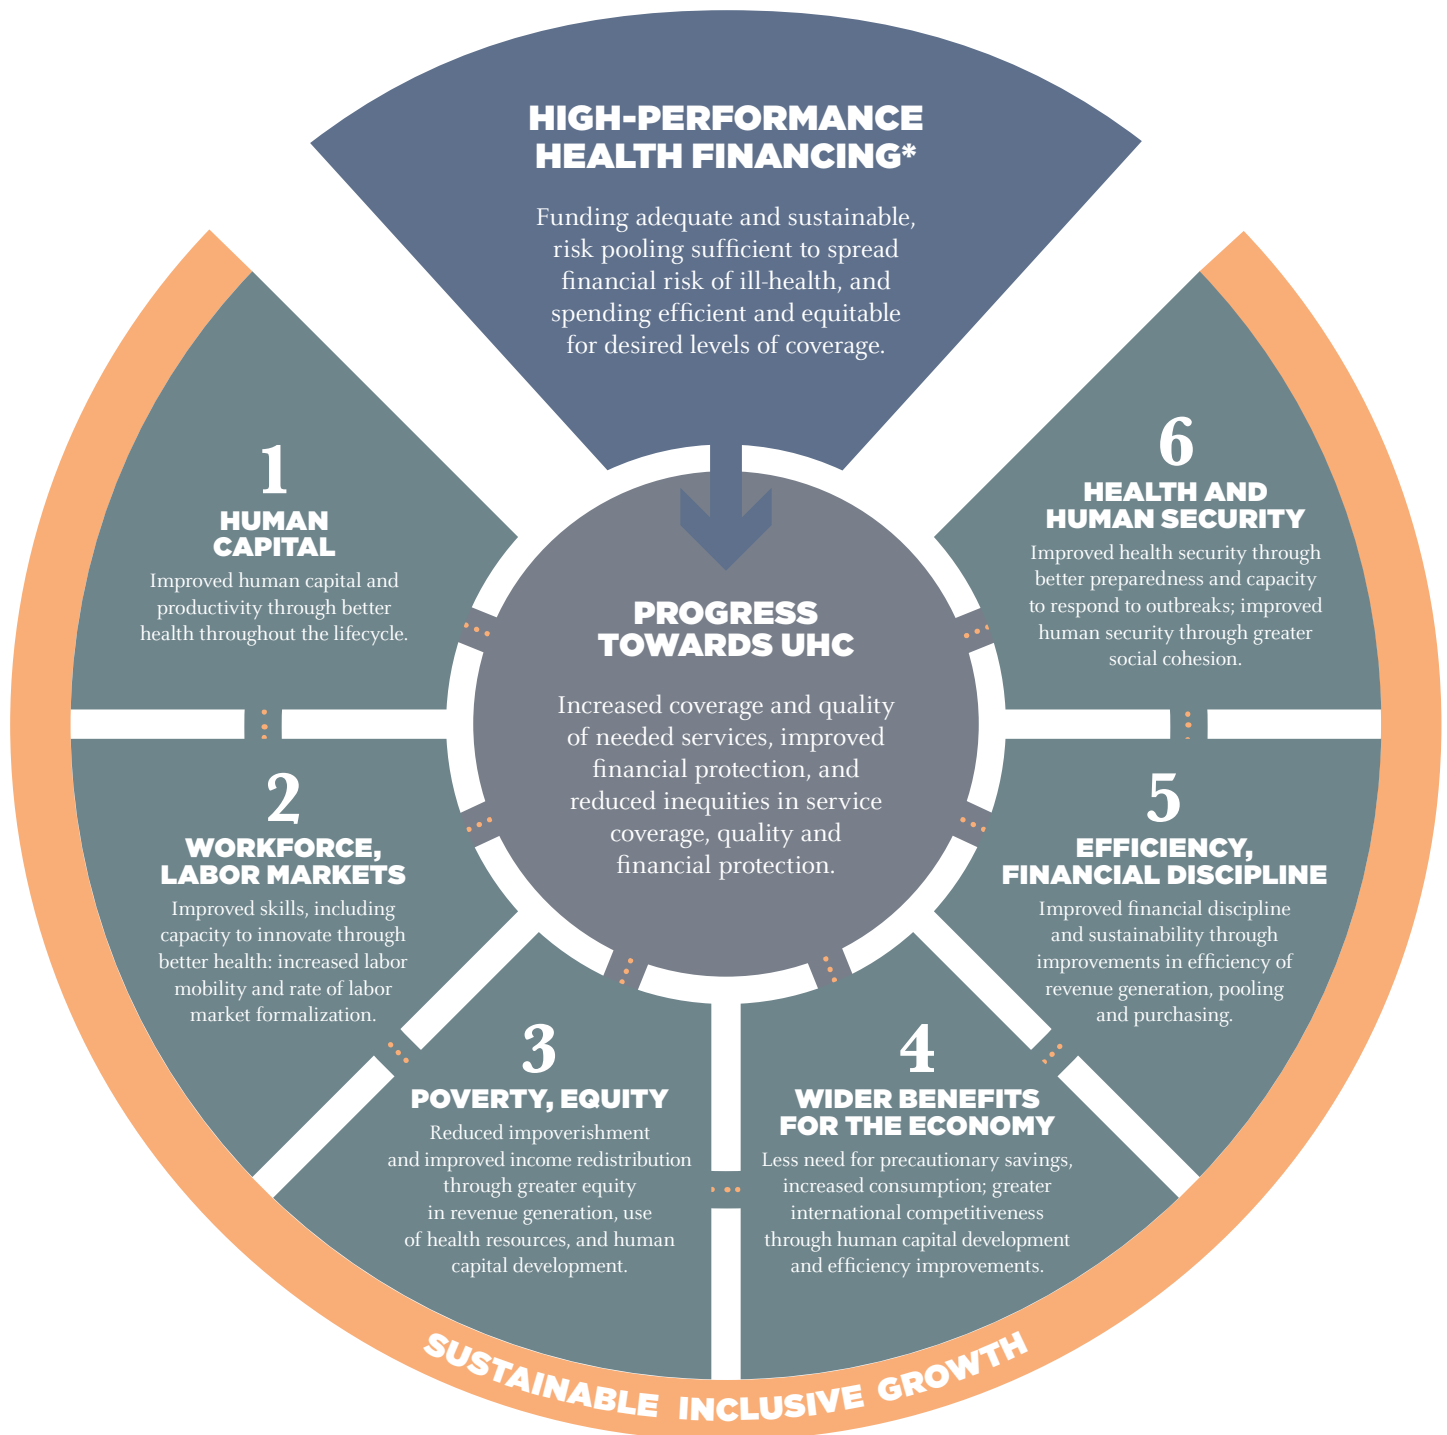 HIGH-PERFORMANCE
HEALTH FINANCING*
Funding adequate and sustainable,
risk pooling sufficient to spread
financial risk of ill-health, and
spending efficient and equitable
for desired levels of coverage.
PROGRESS
TOWARDS UHC
Increased coverage and quality
of needed services, improved
financial protection, and
reduced inequities in service
coverage, quality and
financial protection.
1
HUMAN
CAPITAL
Improved human capital and
productivity through better
health throughout the lifecycle.
2
WORKFORCE,
LABOR MARKETS
Improved skills, including
capacity to innovate through
better health: increased labor
mobility and rate of labor
market formalization.
3
POVERTY, EQUITY
Reduced impoverishment
and improved income redistribution
through greater equity
in revenue generation, use
of health resources, and human
capital development.
4
WIDER BENEFITS
FOR THE ECONOMY
Less need for precautionary savings,
increased consumption; greater
international competitiveness
through human capital development
and efficiency improvements.
5
EFFICIENCY,
FINANCIAL DISCIPLINE
Improved financial discipline
and sustainability through
improvements in efficiency of
revenue generation, pooling
and purchasing.
6
HEALTH AND
HUMAN SECURITY
Improved health security through
better preparedness and capacity
to respond to outbreaks; improved
human security through greater
social cohesion.
SUSTAINABLE INCLUSIVE GROWTH